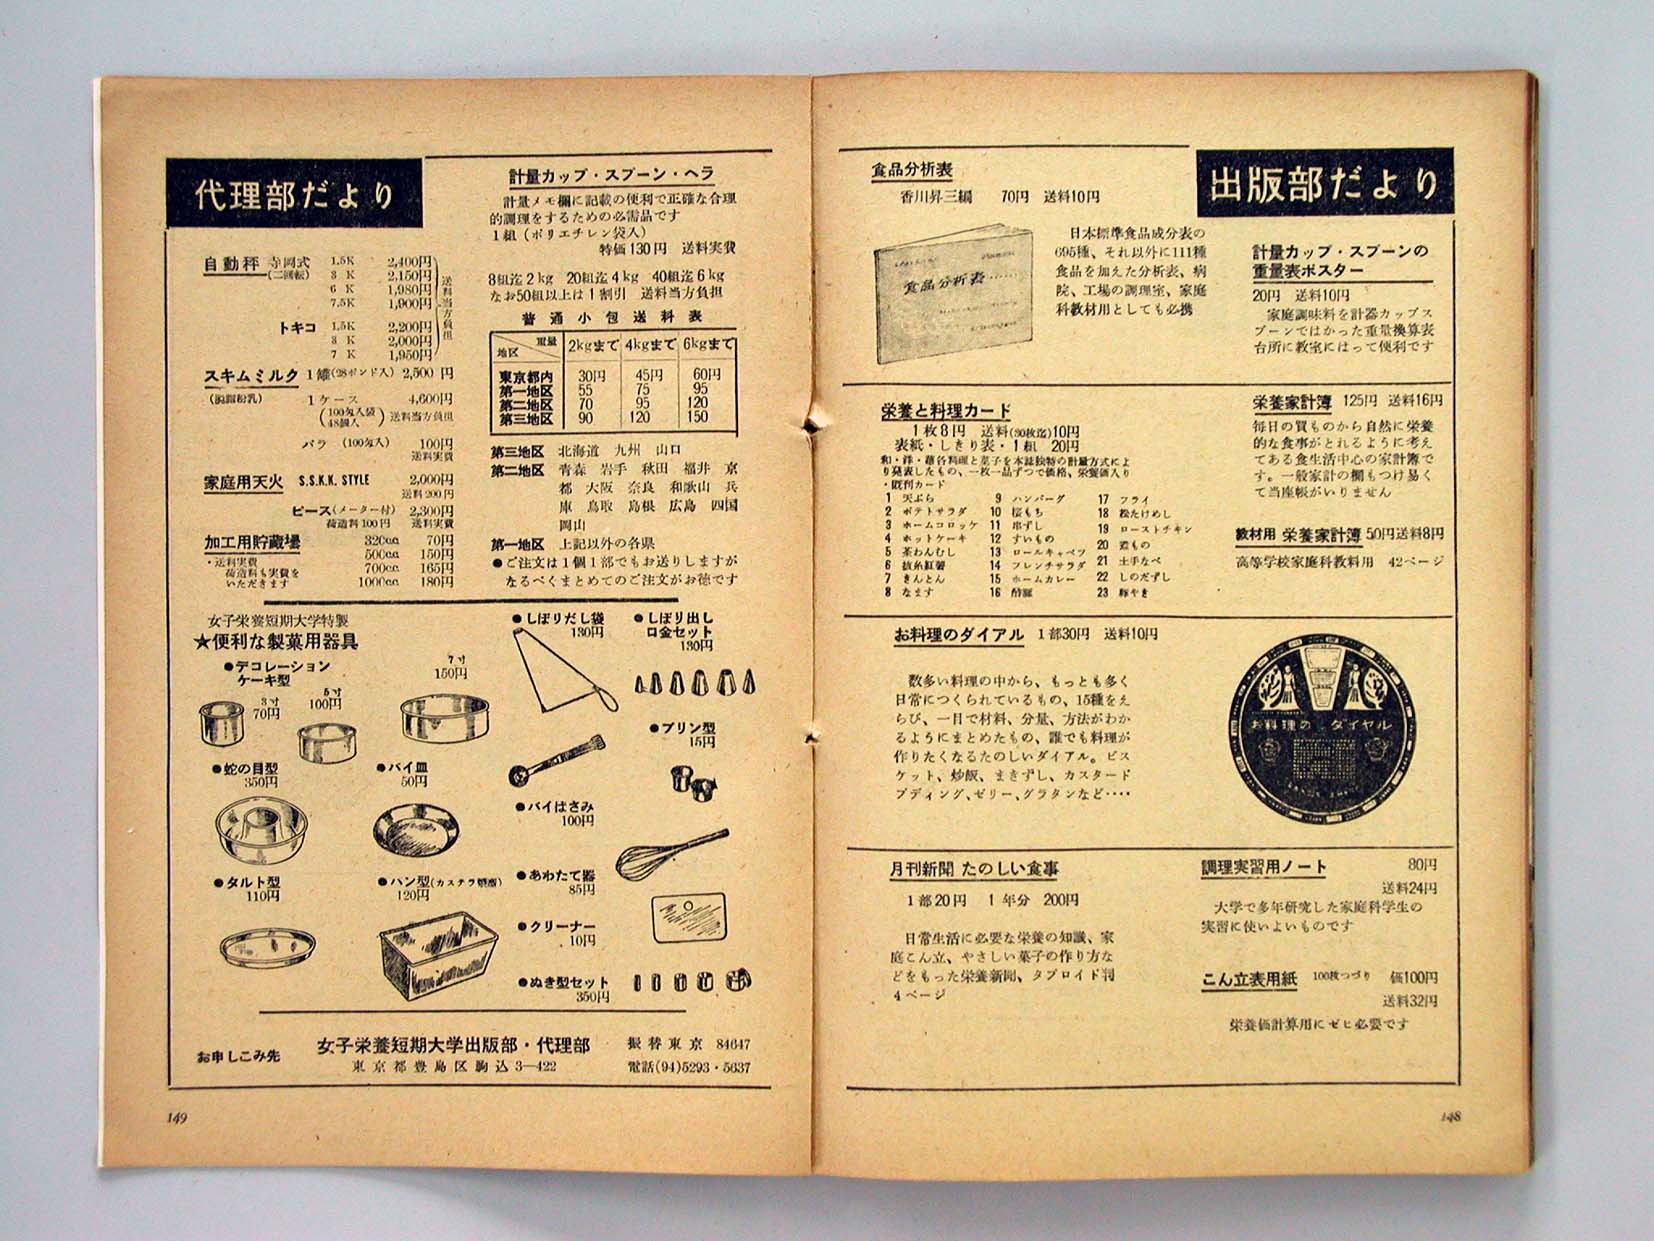 出版部だより
食品分析表
香川昇三編 70円 送料10円
食品分析表
日本標準食品成分表の
695種、それ以外に111種
食品を加えた分析表、病
院、工場の調理室、家庭
科教材用としても必携
計量カップ・スプーンの
重量表ポスター
20円 送料10円
家庭調味料を計器カップス
プーンではかった重量換算表
台所に教室にはって便利です
栄養と料理カード
1枚8円 送料(30枚迄)10円
表紙・しきり表・1組 20円
和・洋・華各料理と菓子を本誌独特の計量方式によ
り発表したもの、一枚一品ずつで価格、栄養価入り
・既刊カード
1 天ぷら
2 ポテトサラダ
3 ホームコロッケ
4 ホットケーキ
5 茶わんむし
6 抜糸紅薯
7 きんとん
8 なます
9 ハンバーグ
10 桜もち
11 串ずし
12 すいもの
13 ロールキャベツ
14 フレンチサラダ
15 ホームカレー
16 酢豚
17 フライ
18 松たけめし
19 ローストチキン
20 煮もの
21 土手なべ
22 しのだずし
23 豚やき
栄養家計簿 125円 送料16円
毎日の買ものから自然に栄養
的な食事がとれるように考え
てある食生活中心の家計簿で
す。一般家計の欄もつけ易く
て当座帳がいりません
教材用 栄養家計簿 50円送料8円
高等学校家庭科教料用 42ページ
お料理のダイアル 1部30円 送料10円
数多い料理の中から、もっとも多く
日常につくられているもの、15種をえ
らび、一目で材料、分量、方法がわか
るようにまとめたもの、誰でも料理が
作りたくなるたのしいダイアル。ビス
ケット、炒飯、まきずし、カスタード
プディング、ゼリー、グラタンなど‥‥
お料理のダイヤル
月刊新聞 たのしい食事
1部20円 1年分 200円
日常生活に必要な栄養の知識、家
庭こん立、やさしい菓子の作り方な
どをもった栄養新聞、タブロイド判
4ページ
調理実習用ノート 80円
送料24円
大学で多年研究した家庭科学生の
実習に使いよいものです
こん立表用紙 100枚つづり 価100円
送料32円
栄養価計算用にゼヒ必要です
148
代理部だより
自動秤 寺岡式 1.5K 2,400円
(二回転) 3 K 2,150円
6 K 1,980円
7.5K 1,900円
トキコ 1.5K 2,200円
3 K 2,000円
7 K 1,950円
送料当方負担
スキムミルク 1罐(28ポンド入) 2,500円
(脱脂粉乳) 1ケース 4,600円
(100匁入袋 48個入) 送料当方負担
バラ (100匁入) 100円
送料実費
家庭用天火 S.S.K.K. STYLE 2,000円
送料200円
ピース(メーター付) 2,300円
荷造料100円 送料実費
加工用貯蔵壜 320c.c. 70円
500c.c. 150円
700c.c. 165円
1000c.c. 180円
・送料実費
荷造料も実費を
いただきます
計量カップ・スプーン・ヘラ
計量メモ欄に記載の便利で正確な合理
的調理をするための必需品です
1組(ポリエチレン袋入)
特価130円 送料実費
8組迄2kg 20組迄4kg 40組迄6kg
なお50組以上は1割引 送料当方負担
普通小包送料表
地区 重量 2kgまで 4kgまで 6kgまで
東京都内 30円 45円 60円
第一地区 55 75 95
第二地区 70 95 120
第三地区 90 120 150
第三地区 北海道 九州 山口
第二地区 青森 岩手 秋田 福井 京
都 大阪 奈良 和歌山 兵
庫 鳥取 島根 広島 四国
岡山
第一地区 上記以外の各県
●ご注文は1個1部でもお送りしますが
なるべくまとめてのご注文がお徳です
女子栄養短期大学特製
★便利な製菓用器具
●デコレーション
ケーキ型
3寸
70円
5寸
100円
7寸
150円
●蛇の目型
350円
●パイ皿
50円
●タルト型
110円
●パン型(カステラ兼用)
120円
●しぼりだし袋
130円
●しぼり出し
口金セット
130円
●プリン型
15円
●パイはさみ
100円
●あわたて器
85円
●クリーナー
10円
●ぬき型セット
350円
お申しこみ先
女子栄養短期大学出版部・代理部
東京都豊島区駒込3―422
振替東京 84647
電話(94)5293・5637
149